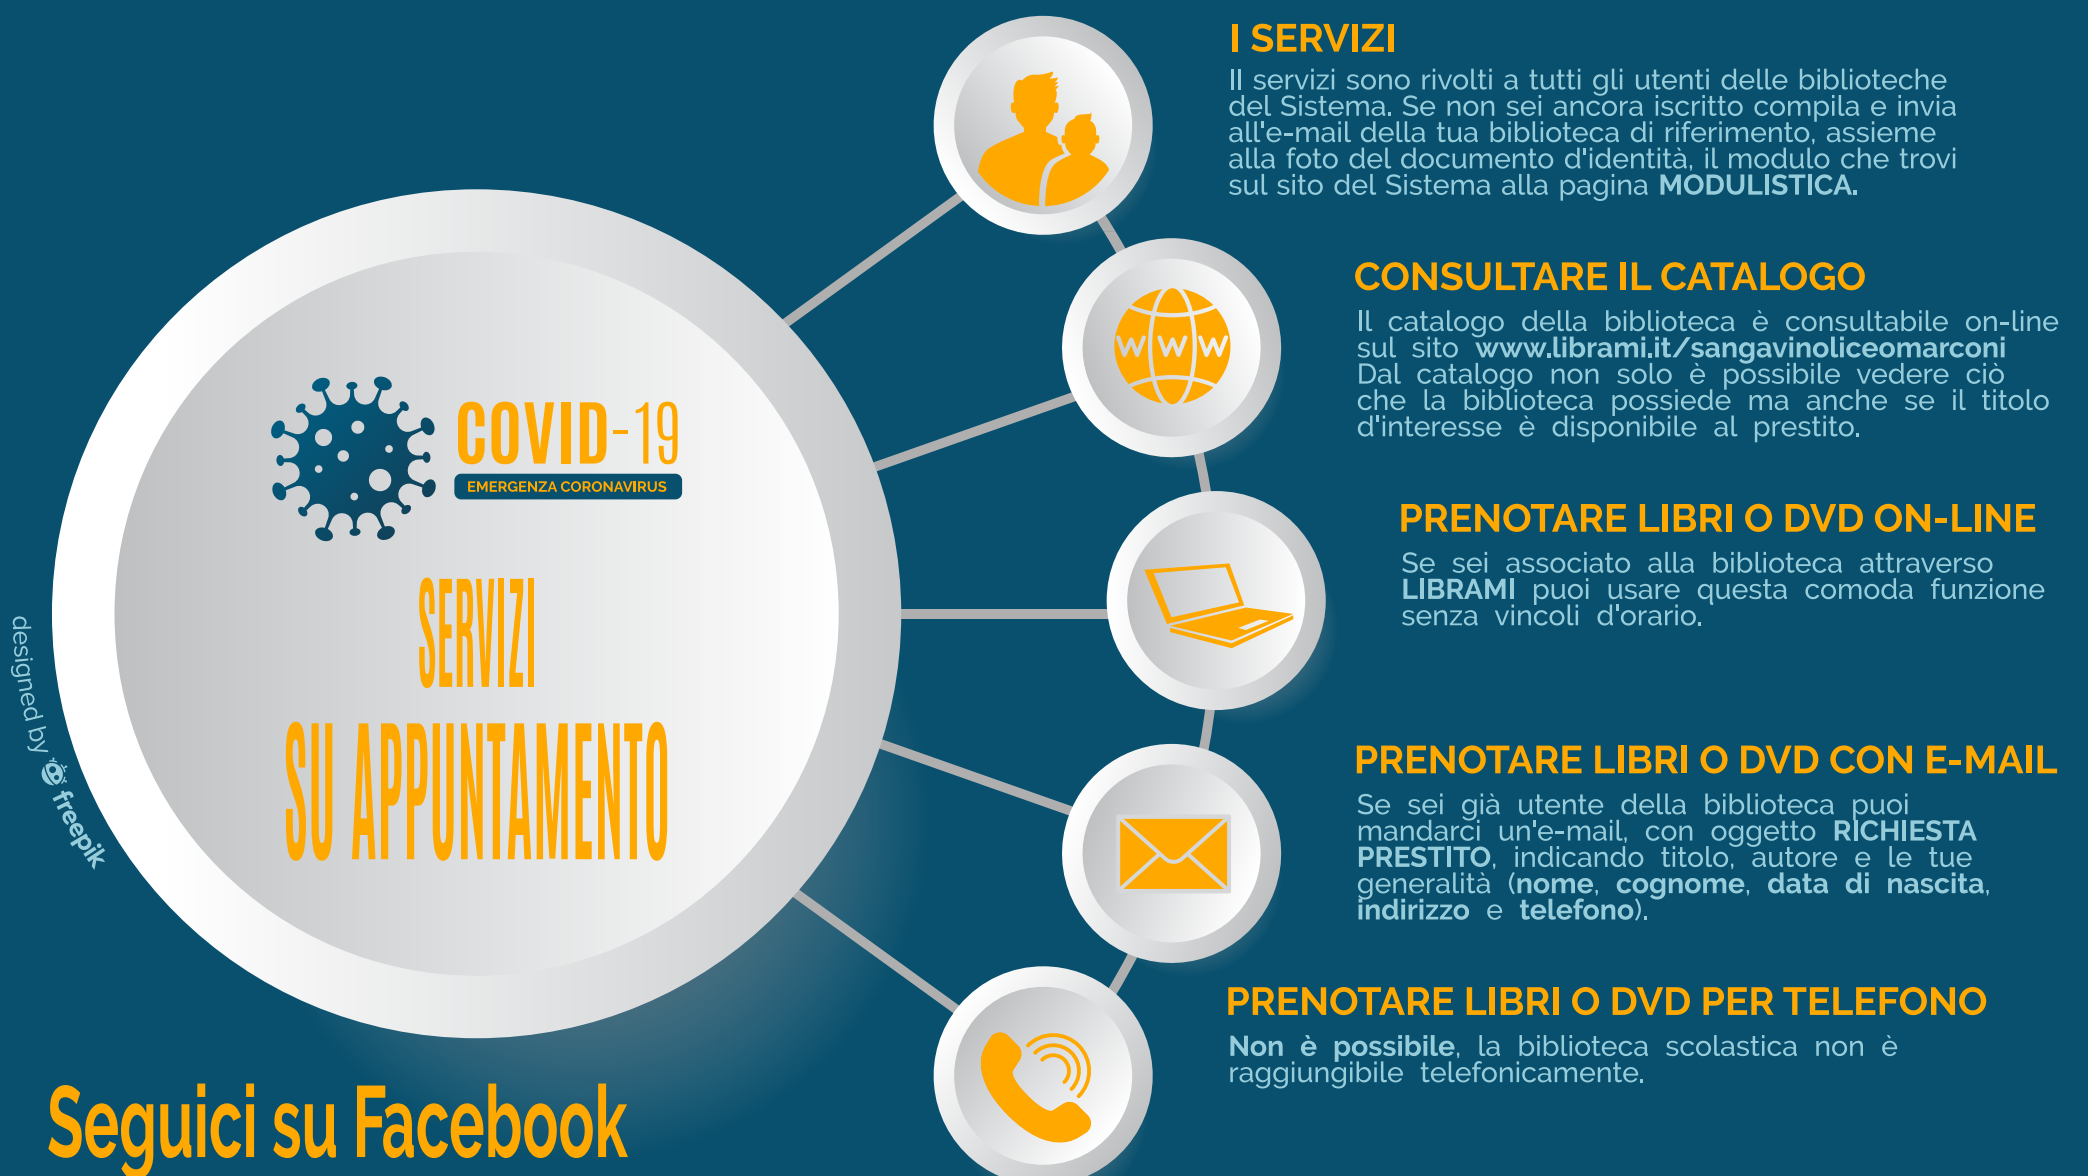 COVID-19
EMERGENZA CORONAVIRUS
SERVIZI
SU APPUNTAMENTO
designed by freepik
Seguici su Facebook
I SERVIZI
Il servizi sono rivolti a tutti gli utenti delle biblioteche
del Sistema. Se non sei ancora iscritto compila e invia
all'e-mail della tua biblioteca di riferimento, assieme
alla foto del documento d'identità, il modulo che trovi
sul sito del Sistema alla pagina MODULISTICA.
CONSULTARE IL CATALOGO
Il catalogo della biblioteca è consultabile on-line
sul sito www.librami.it/sangavinoliceomarconi
Dal catalogo non solo è possibile vedere ciò
che la biblioteca possiede ma anche se il titolo
d'interesse è disponibile al prestito.
WWW
PRENOTARE LIBRI O DVD ON-LINE
Se sei associato alla biblioteca attraverso
LIBRAMI puoi usare questa comoda funzione
senza vincoli d'orario.
PRENOTARE LIBRI O DVD CON E-MAIL
Se sei già utente della biblioteca puoi
mandarci un'e-mail, con oggetto RICHIESTA
PRESTITO, indicando titolo, autore e le tue
generalità (nome, cognome, data di nascita,
indirizzo e telefono).
PRENOTARE LIBRI O DVD PER TELEFONO
Non è possibile, la biblioteca scolastica non è
raggiungibile telefonicamente.